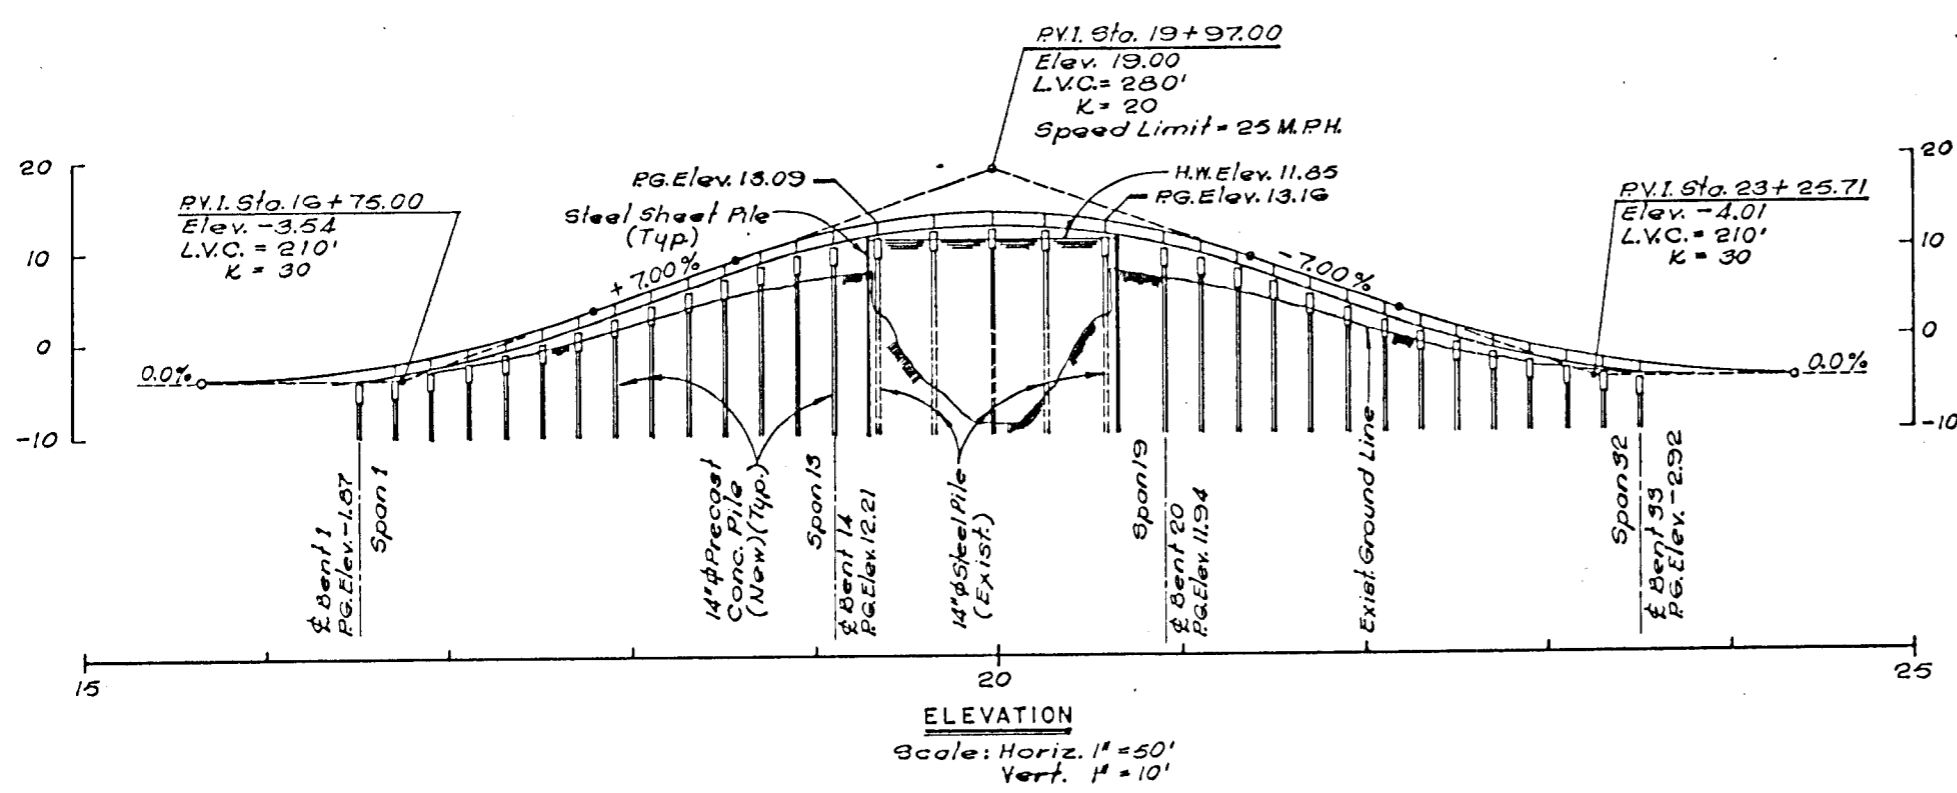 P.V.I. Sta. 19+97.00
Elev. 19.00
L.V.C.= 280'
K = 20
Speed Limit = 25 M.P.H.
20
10
0
-10
P.V.I. Sta. 16+75.00
Elev. -3.54
L.V.C. = 210'
K = 30
P.G. Elev. 13.09
Steel Sheet Pile
(Typ.)
H.W. Elev. 11.85
P.G. Elev. 13.16
P.V.I. Sta. 23+25.71
Elev. -4.01
L.V.C. = 210'
K = 30
20
10
0
-10
+7.00%
-7.00%
0.0%
0.0%
℄ Bent 1
P.G. Elev. -1.87
Span 1
14"ϕ Precast
Conc. Pile
(New)(Typ.)
Span 13
℄ Bent 14
P.G. Elev. 12.21
14"ϕ Steel Pile
(Exist.)
Span 19
℄ Bent 20
P.G. Elev. 11.94
Exist. Ground Line
Span 32
℄ Bent 33
P.G. Elev. -2.92
15
20
25
ELEVATION
Scale: Horiz. 1" = 50'
Vert. 1" = 10'